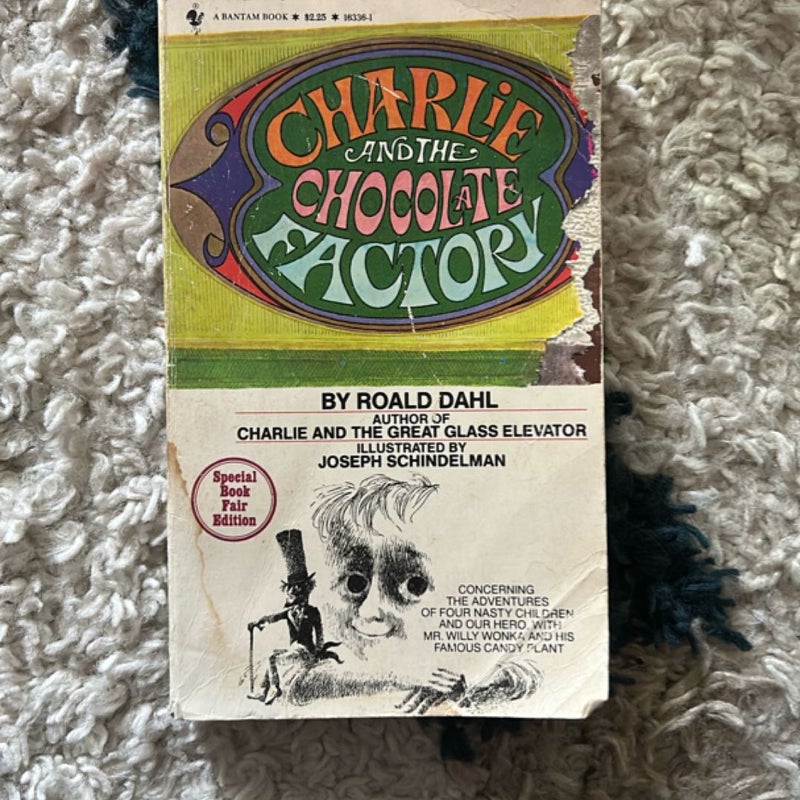 A BANTAM BOOK ★ $2.25 ★ 16336-1
CHARLIE
AND THE
CHOCOLATE
FACTORY
BY ROALD DAHL
AUTHOR OF
CHARLIE AND THE GREAT GLASS ELEVATOR
ILLUSTRATED BY
JOSEPH SCHINDELMAN
Special
Book
Fair
Edition
CONCERNING
THE ADVENTURES
OF FOUR NASTY CHILDREN
AND OUR HERO, WITH
MR. WILLY WONKA AND HIS
FAMOUS CANDY PLANT